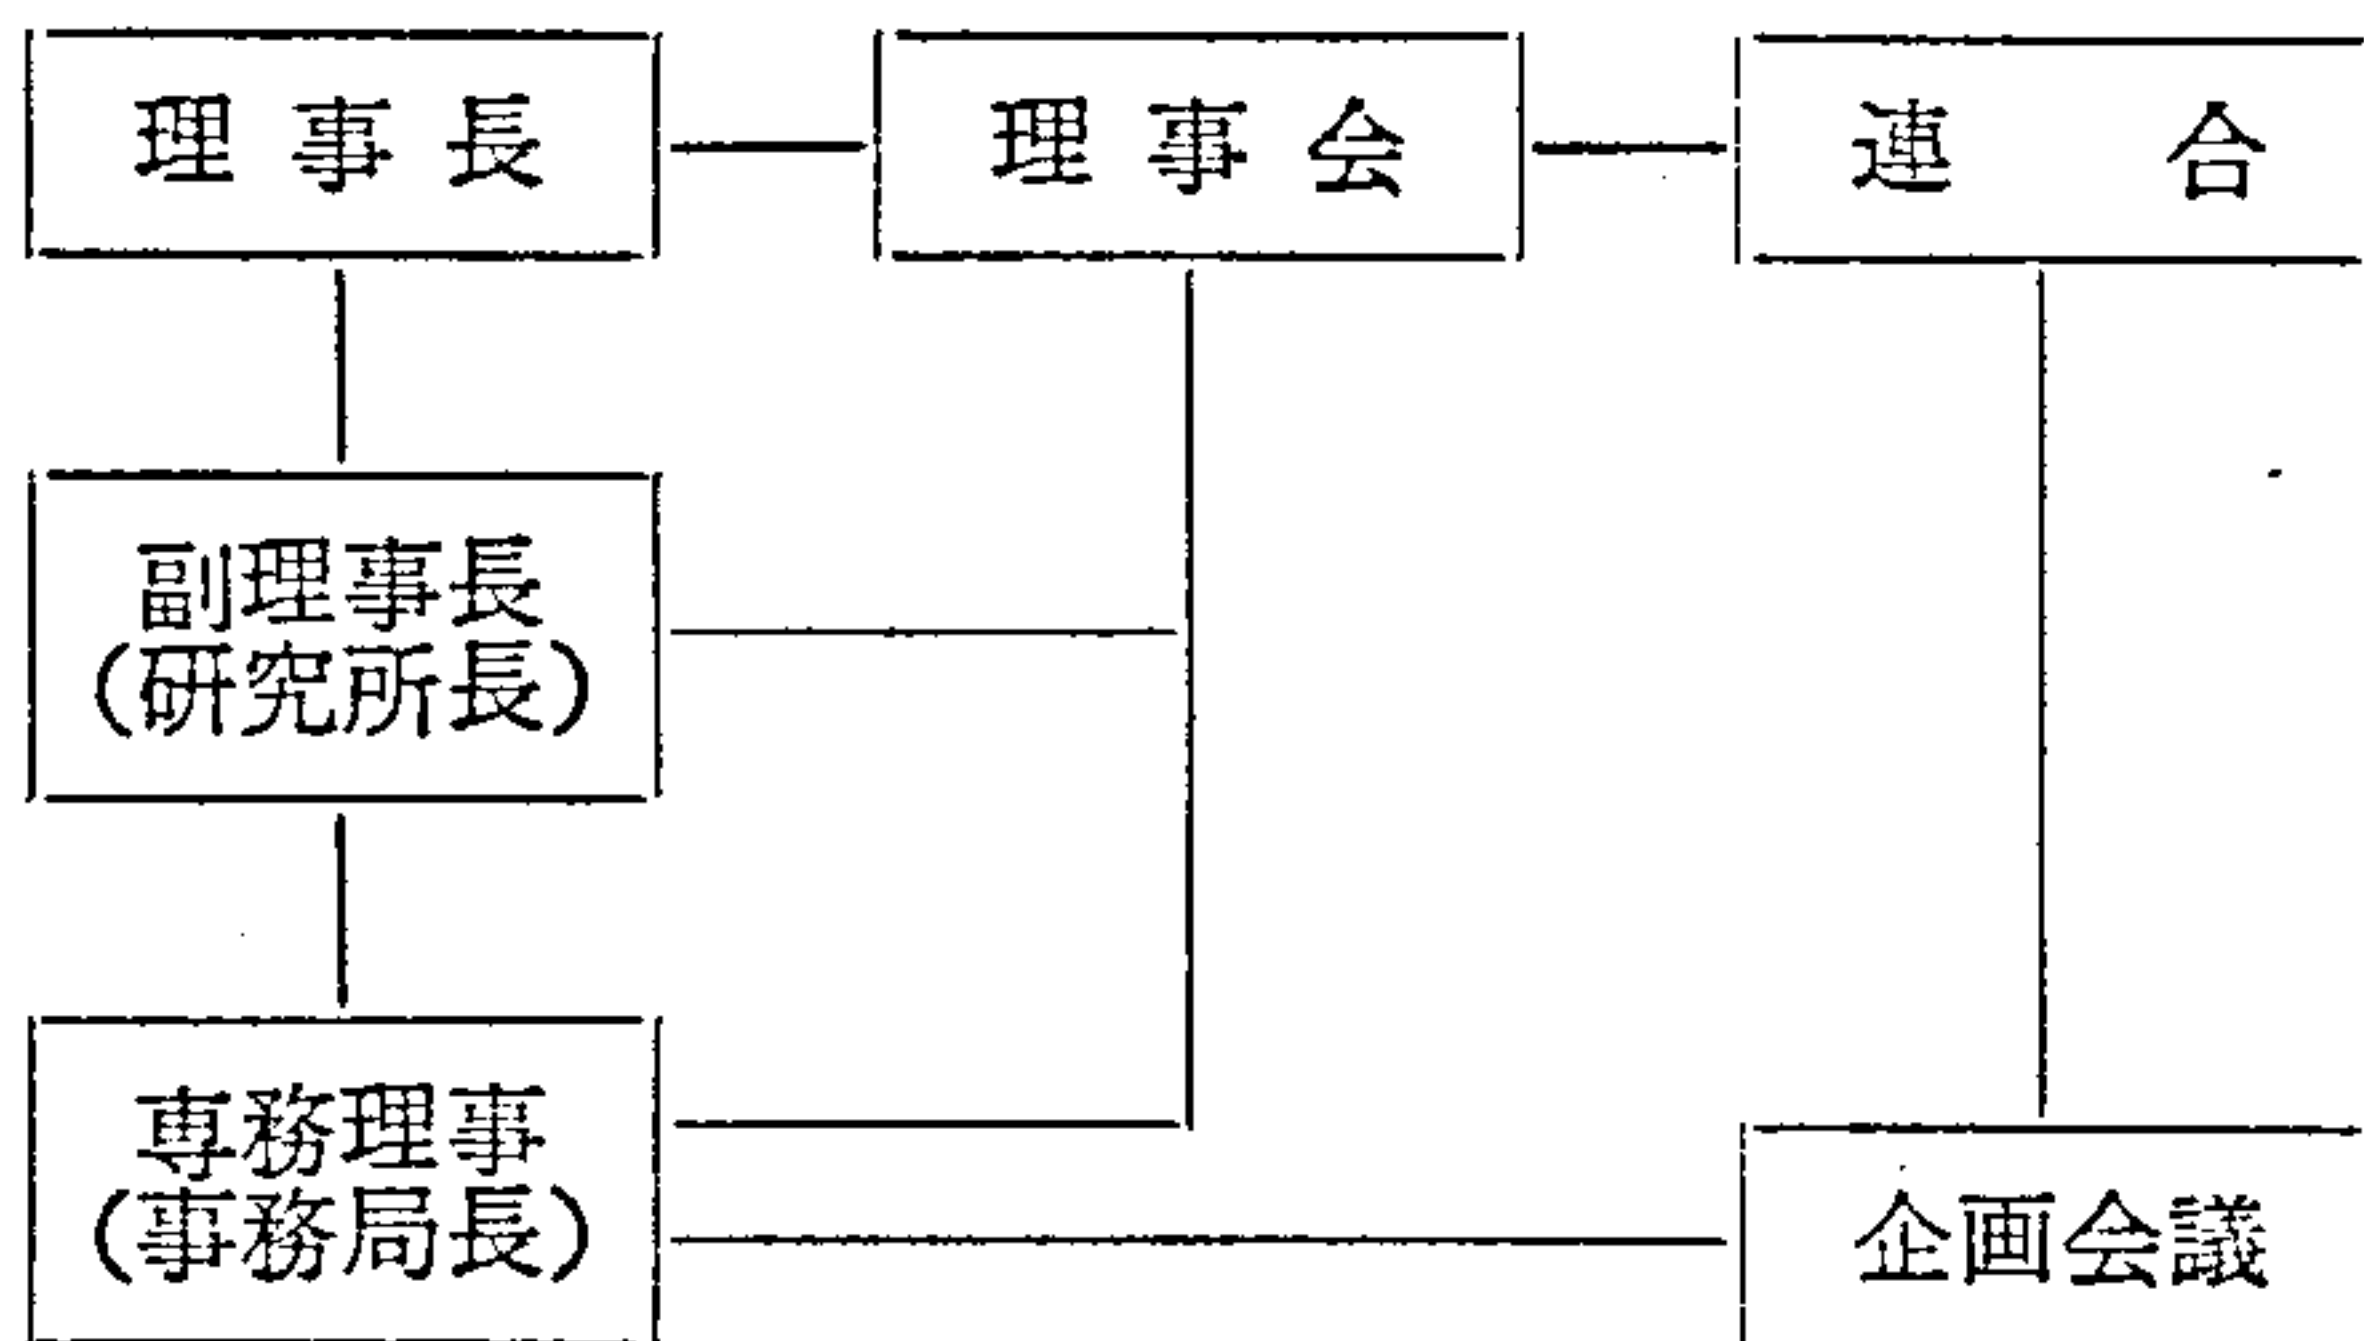 理事長
理事会
連合
副理事長
(研究所長)
専務理事
(事務局長)
企画会議